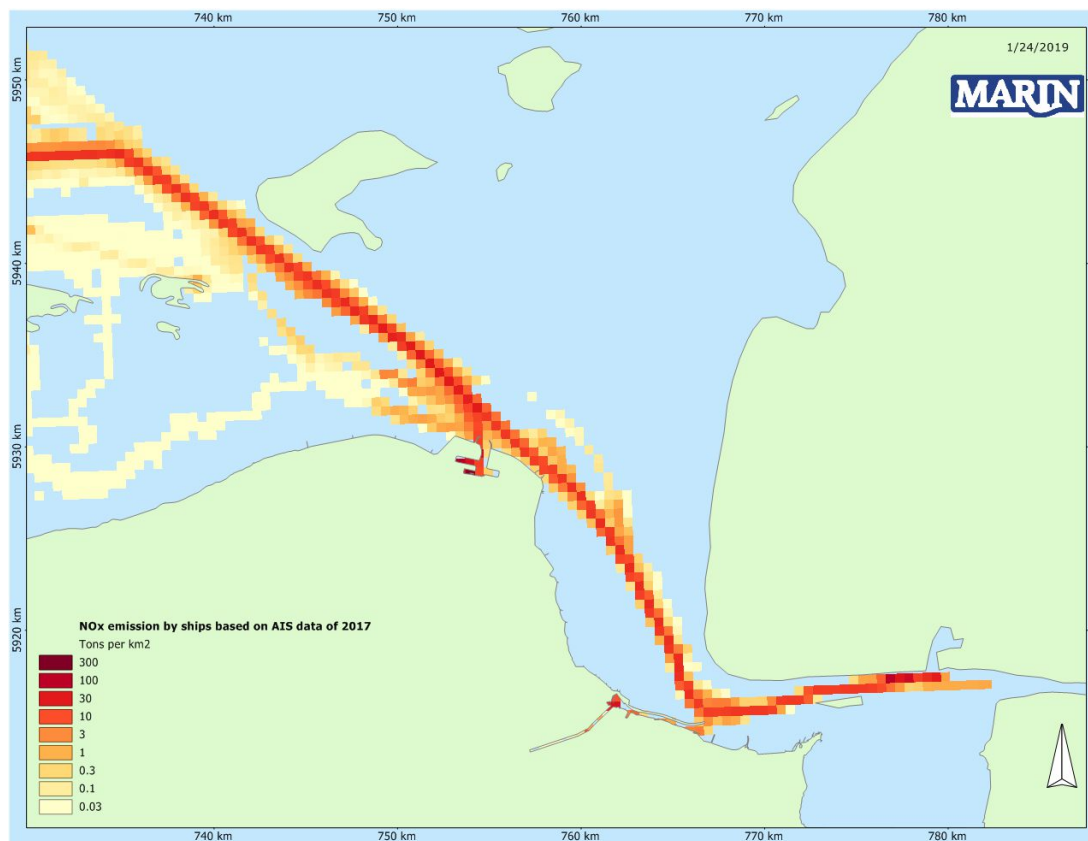 740 km 750 km 760 km 770 km 780 km
1/24/2019
MARIN
5950 km
5940 km
5930 km
5920 km
NOx emission by ships based on AIS data of 2017
Tons per km2
300
100
30
10
3
1
0.3
0.1
0.03
740 km 750 km 760 km 770 km 780 km